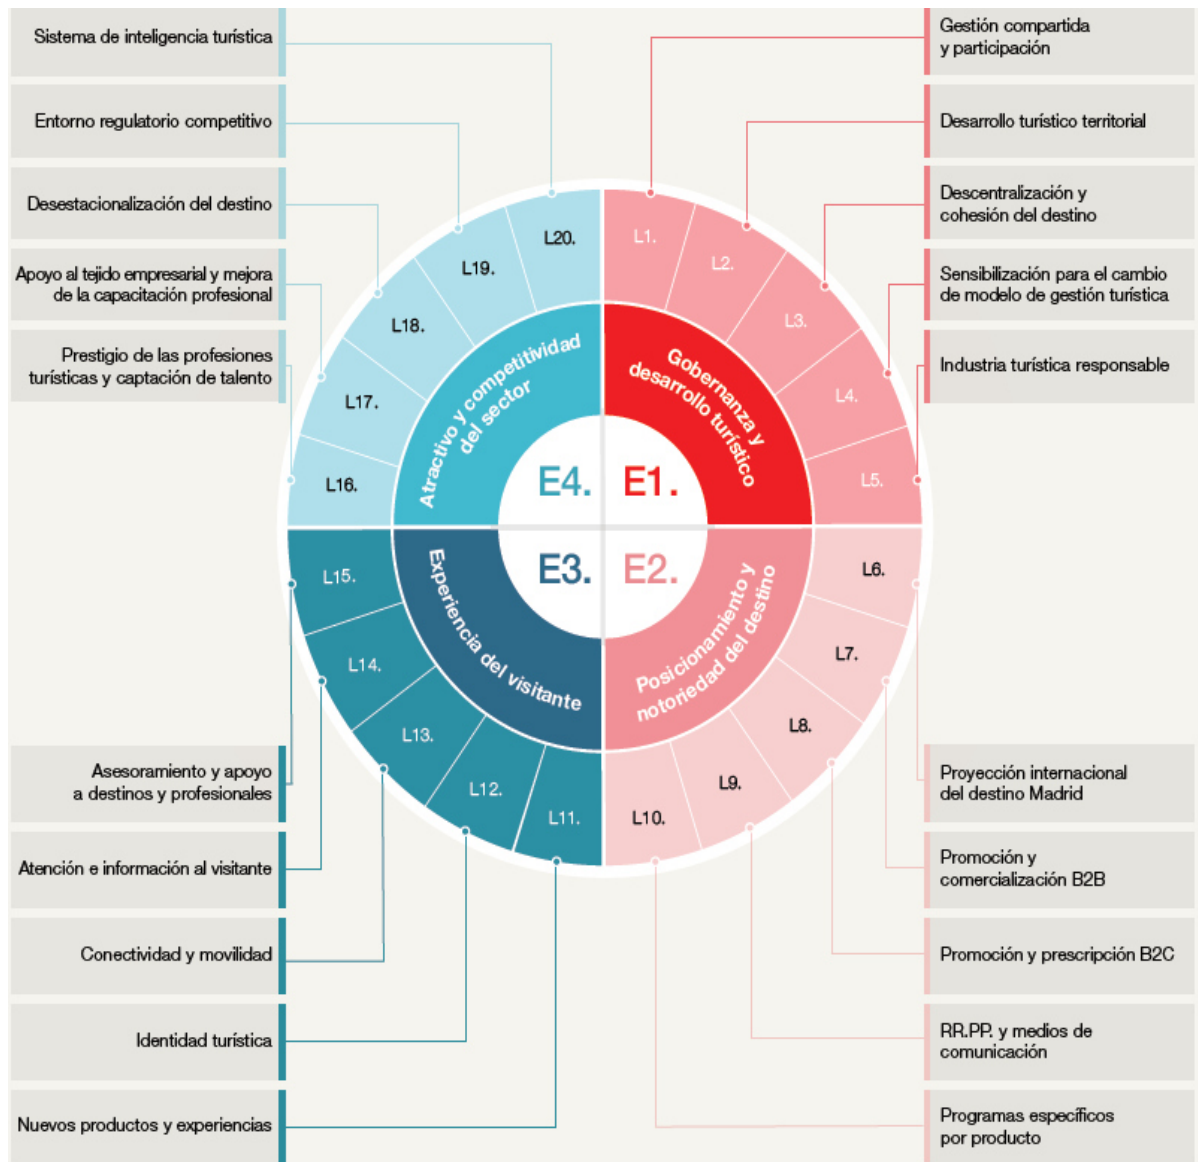 Sistema de inteligencia turística
Entorno regulatorio competitivo
Desestacionalización del destino
Apoyo al tejido empresarial y mejora
de la capacitación profesional
Prestigio de las profesiones
turísticas y captación de talento
Gestión compartida
y participación
Desarrollo turístico territorial
Descentralización y
cohesión del destino
Sensibilización para el cambio
de modelo de gestión turística
Industria turística responsable
L20.
L19.
L18.
L17.
L16.
L1.
L2.
L3.
L4.
L5.
Atractivo y competitividad
del sector
E4.
Gobernanza y
desarrollo turístico
E1.
Experiencia del visitante
E3.
Posicionamiento y
notoriedad del destino
E2.
L15.
L14.
L13.
L12.
L11.
L6.
L7.
L8.
L9.
L10.
Asesoramiento y apoyo
a destinos y profesionales
Atención e información al visitante
Conectividad y movilidad
Identidad turística
Nuevos productos y experiencias
Proyección internacional
del destino Madrid
Promoción y
comercialización B2B
Promoción y prescripción B2C
RR.PP. y medios de
comunicación
Programas específicos
por producto